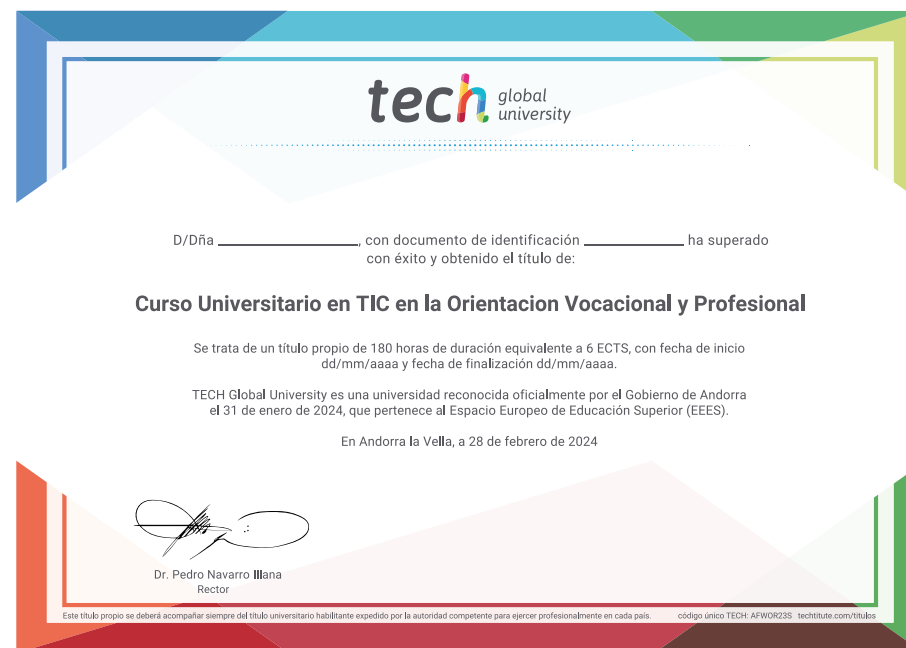 tech global university
D/Dña ____________________, con documento de identificación ______________ ha superado
con éxito y obtenido el título de:
Curso Universitario en TIC en la Orientacion Vocacional y Profesional
Se trata de un título propio de 180 horas de duración equivalente a 6 ECTS, con fecha de inicio
dd/mm/aaaa y fecha de finalización dd/mm/aaaa.
TECH Global University es una universidad reconocida oficialmente por el Gobierno de Andorra
el 31 de enero de 2024, que pertenece al Espacio Europeo de Educación Superior (EEES).
En Andorra la Vella, a 28 de febrero de 2024
Dr. Pedro Navarro Illana
Rector
Este título propio se deberá acompañar siempre del título universitario habilitante expedido por la autoridad competente para ejercer profesionalmente en cada país. código único TECH: AFWOR23S techtitute.com/titulos